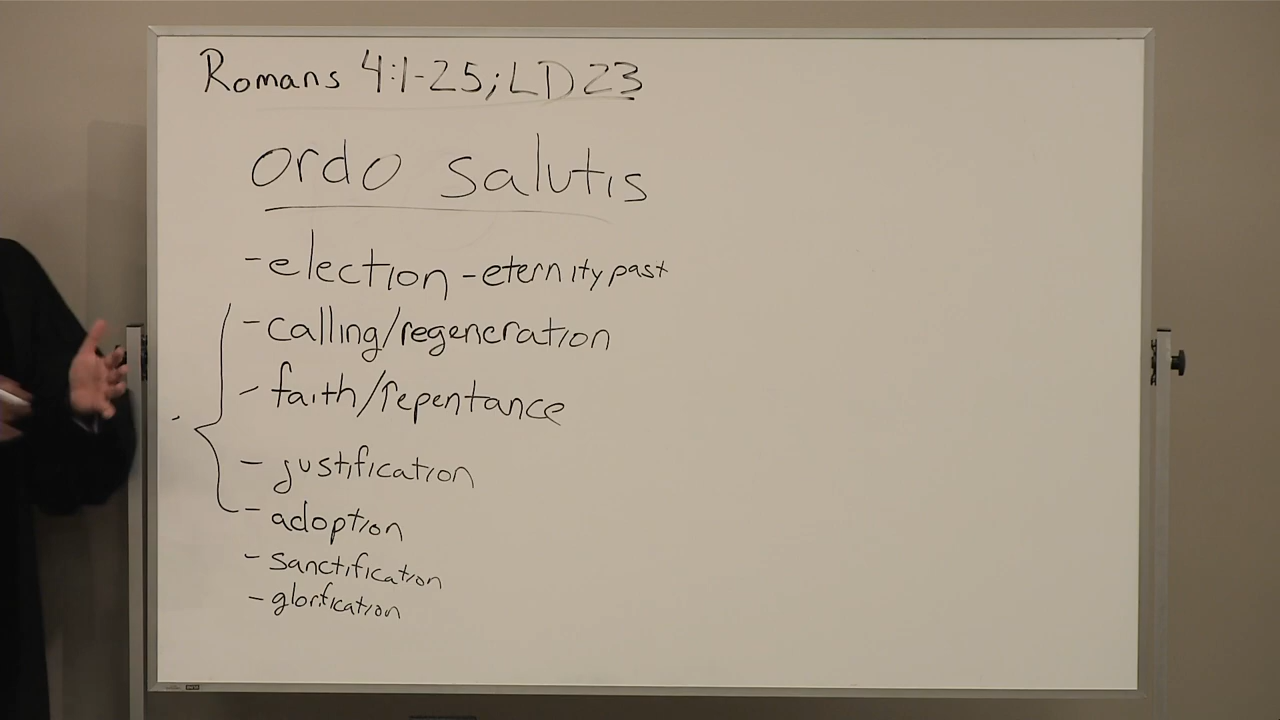 Romans 4:1-25; LD 23
ordo salutis
- election - eternity past
- calling/regeneration
- faith/repentance
- justification
- adoption
- sanctification
- glorification